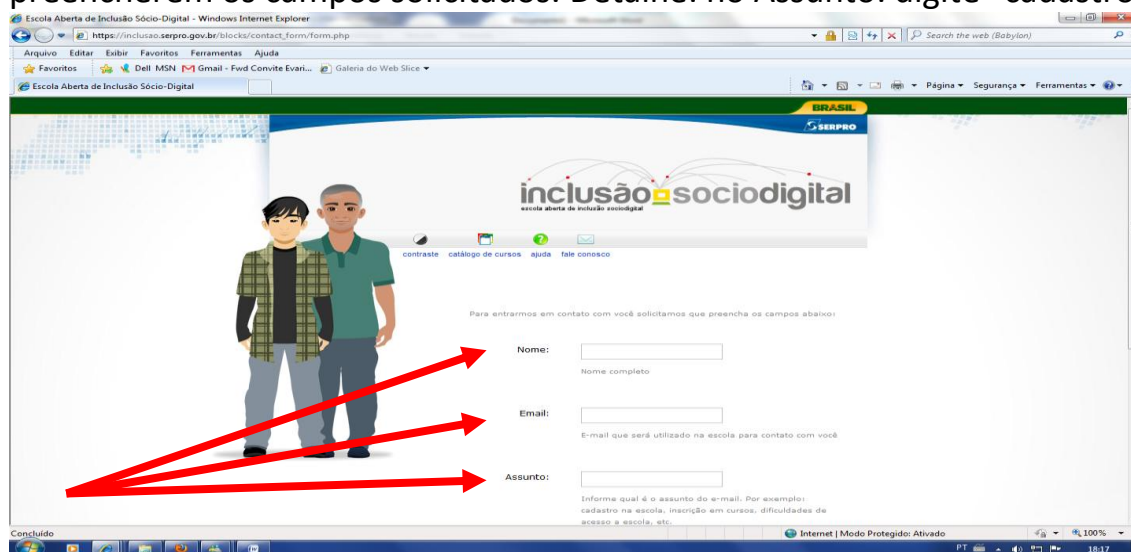 preencherem os campos solicitados. Detalhe: no Assunto: digite "cadastro
Escola Aberta de Inclusão Sócio-Digital - Windows Internet Explorer
https://inclusao.serpro.gov.br/blocks/contact_form/form.php
Search the web (Babylon)
Arquivo Editar Exibir Favoritos Ferramentas Ajuda
Favoritos Dell MSN Gmail - Fwd Convite Evari... Galeria do Web Slice
Escola Aberta de Inclusão Sócio-Digital
Página Segurança Ferramentas
BRASIL
SERPRO
inclusão sociodigital
escola aberta de inclusão sociodigital
contraste catálogo de cursos ajuda fale conosco
Para entrarmos em contato com você solicitamos que preencha os campos abaixo:
Nome:
Nome completo
Email:
E-mail que será utilizado na escola para contato com você
Assunto:
Informe qual é o assunto do e-mail. Por exemplo:
cadastro na escola, inscrição em cursos, dificuldades de
acesso a escola, etc.
Concluído
Internet | Modo Protegido: Ativado
100%
PT
18:17